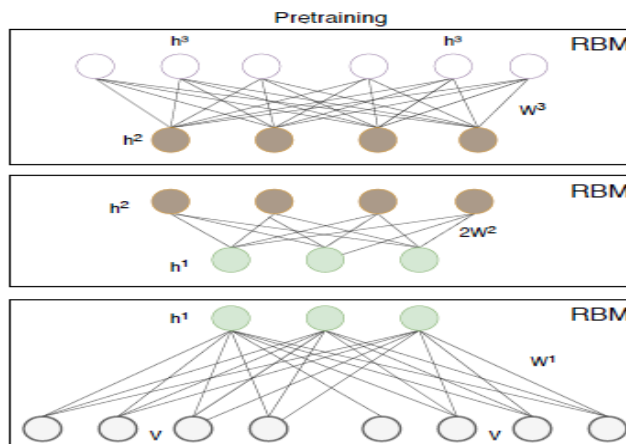 Pretraining
h³ h³ RBM
W³
h²
RBM
h²
2W²
h¹
h¹ RBM
W¹
v v